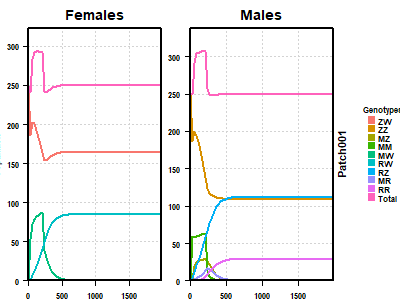 Females
Males
300
250
200
150
100
50
0
0
500
1000
1500
300
250
200
150
100
50
0
0
500
1000
1500
Patch001
Genotypes
ZW
ZZ
MZ
MM
MW
RW
RZ
MR
RR
Total